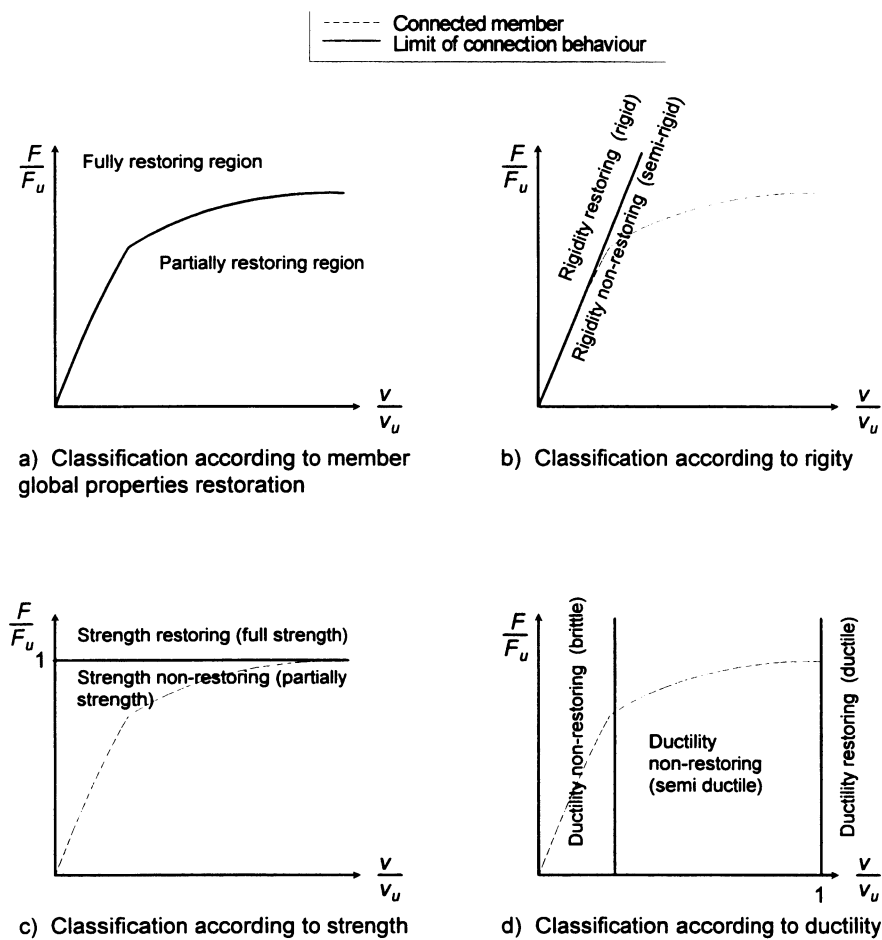 Connected member
Limit of connection behaviour
F
F_u
Fully restoring region
Partially restoring region
v
v_u
a) Classification according to member
global properties restoration
F
F_u
Rigidity restoring (rigid)
Rigidity non-restoring (semi-rigid)
v
v_u
b) Classification according to rigity
F
F_u
1
Strength restoring (full strength)
Strength non-restoring (partially
strength)
v
v_u
c) Classification according to strength
F
F_u
Ductility non-restoring (brittle)
Ductility
non-restoring
(semi ductile)
Ductility restoring (ductile)
1
v
v_u
d) Classification according to ductility